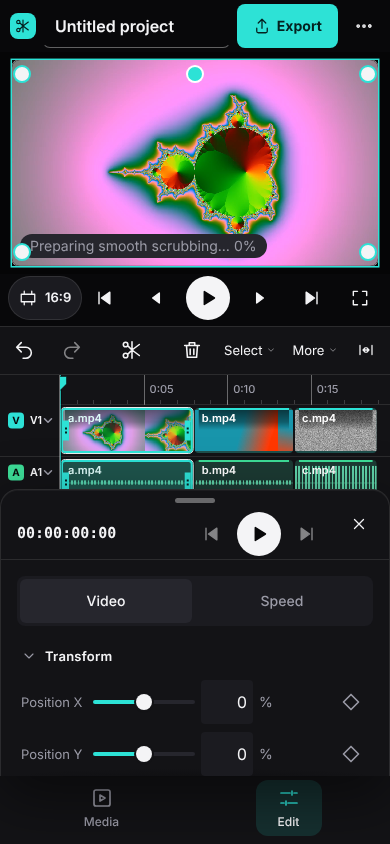 Untitled project
Export
Preparing smooth scrubbing... 0%
16:9
Select
More
0:05
0:10
0:15
V
V1
a.mp4
b.mp4
c.mp4
A
A1
a.mp4
b.mp4
c.mp4
00:00:00:00
Video
Speed
Transform
Position X
0
%
Position Y
0
%
Media
Edit